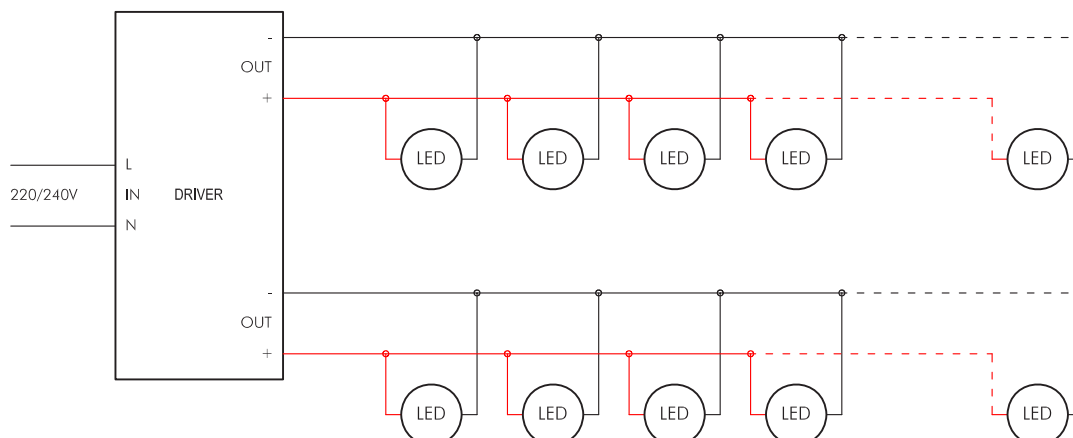 -
OUT
+
LED LED LED LED LED
L
220/240V IN DRIVER
N
-
OUT
+
LED LED LED LED LED